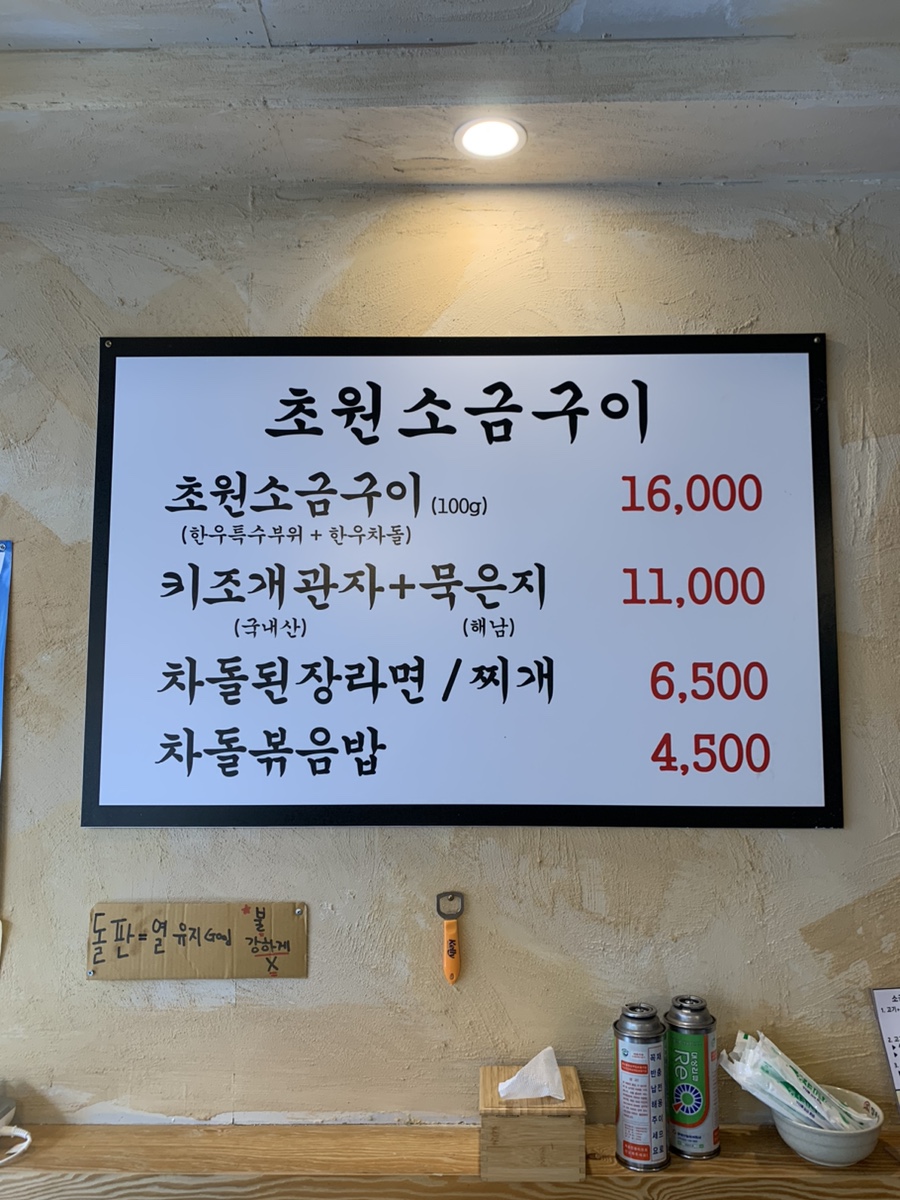 초원소금구이
초원소금구이 (100g) 16,000
(한우특수부위 + 한우차돌)
키조개관자+묵은지 11,000
(국내산) (해남)
차돌된장라면 / 찌개 6,500
차돌볶음밥 4,500
돌판=열 유지 Good
*불
강하게
X
Kelly
Re